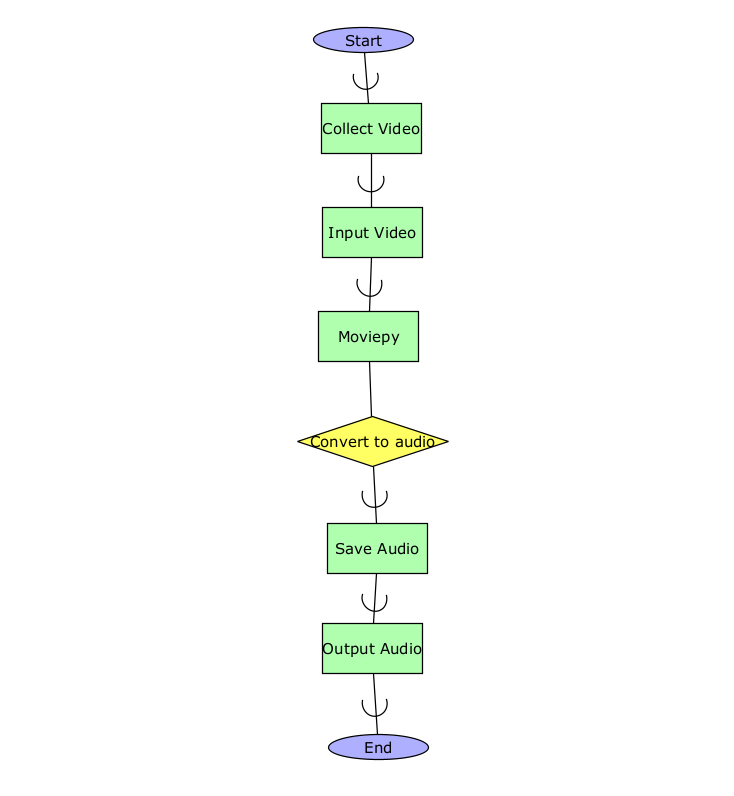 Start
Collect Video
Input Video
Moviepy
Convert to audio
Save Audio
Output Audio
End